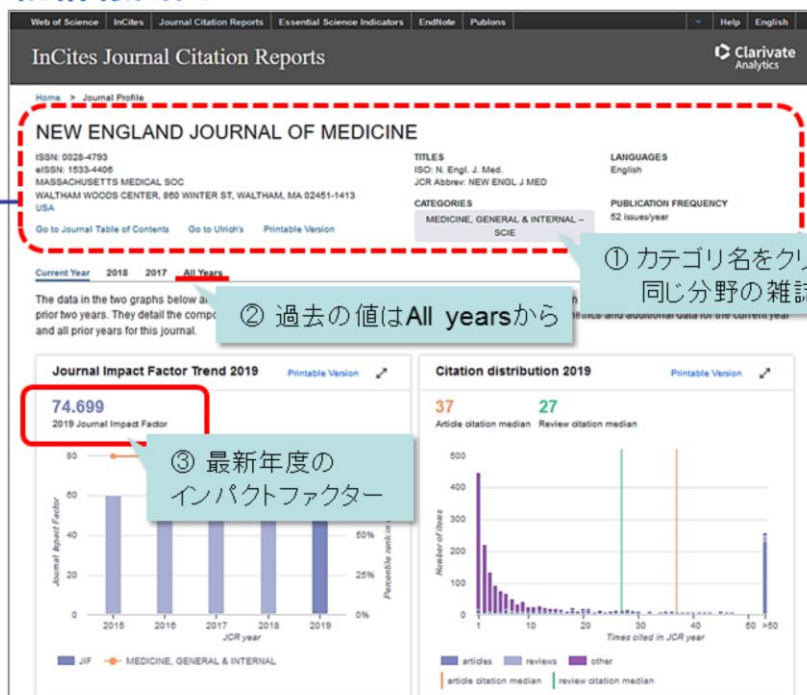 Web of Science InCites Journal Citation Reports Essential Science Indicators EndNote Publons Help English
InCites Journal Citation Reports
Clarivate
Analytics
Home > Journal Profile
NEW ENGLAND JOURNAL OF MEDICINE
ISSN: 0028-4793
eISSN: 1533-4406
MASSACHUSETTS MEDICAL SOC
WALTHAM WOODS CENTER, 860 WINTER ST, WALTHAM, MA 02451-1413
USA
Go to Journal Table of Contents Go to Ulrich's Printable Version
TITLES
ISO: N. Engl. J. Med.
JCR Abbrev: NEW ENGL J MED
CATEGORIES
MEDICINE, GENERAL & INTERNAL –
SCIE
LANGUAGES
English
PUBLICATION FREQUENCY
52 issues/year
① カテゴリ名をクリ
同じ分野の雑誌
Current Year 2018 2017 All Years
② 過去の値はAll yearsから
The data in the two graphs below
prior two years. They detail the and additional data for the current year
and all prior years for this journal.
Journal Impact Factor Trend 2019 Printable Version
74.699
2019 Journal Impact Factor
③ 最新年度の
インパクトファクター
80
60
40
20
0
Journal Impact Factor
50%
25%
0%
2015 2016 2017 2018 2019
JCR year
JIF MEDICINE, GENERAL & INTERNAL
Citation distribution 2019 Printable Version
37 27
Article citation median Review citation median
500
400
300
200
100
0
Number of items
1 10 20 30 40 50 >50
Times cited in JCR year
articles reviews other
article citation median review citation median